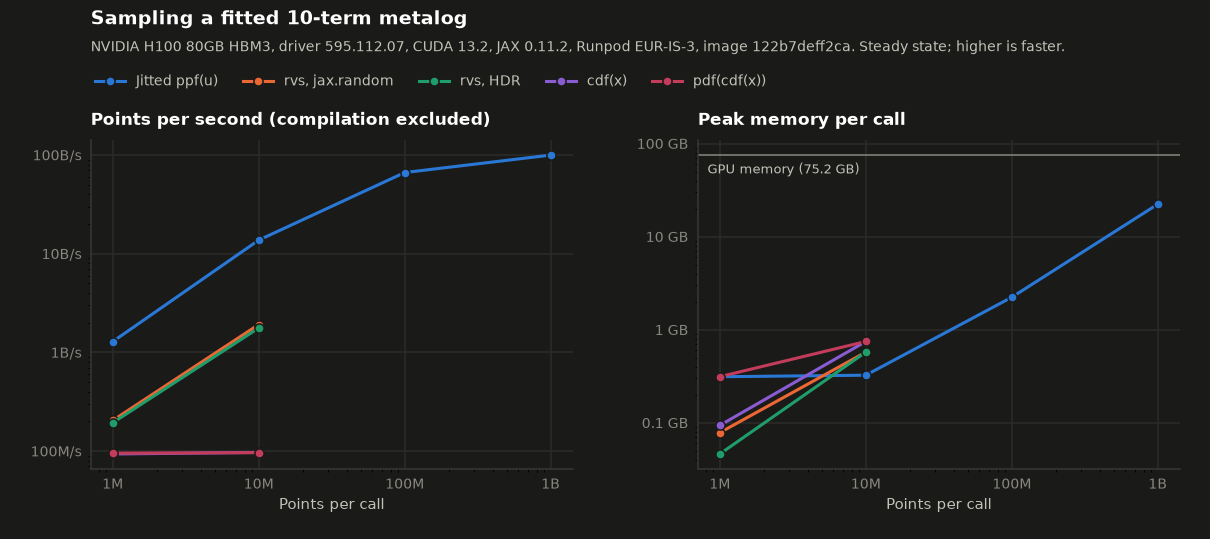 Sampling a fitted 10-term metalog
NVIDIA H100 80GB HBM3, driver 595.112.07, CUDA 13.2, JAX 0.11.2, Runpod EUR-IS-3, image 122b7deff2ca. Steady state; higher is faster.
Jitted ppf(u) rvs, jax.random rvs, HDR cdf(x) pdf(cdf(x))
Points per second (compilation excluded)
100B/s
10B/s
1B/s
100M/s
1M 10M 100M 1B
Points per call
Peak memory per call
100 GB
GPU memory (75.2 GB)
10 GB
1 GB
0.1 GB
1M 10M 100M 1B
Points per call